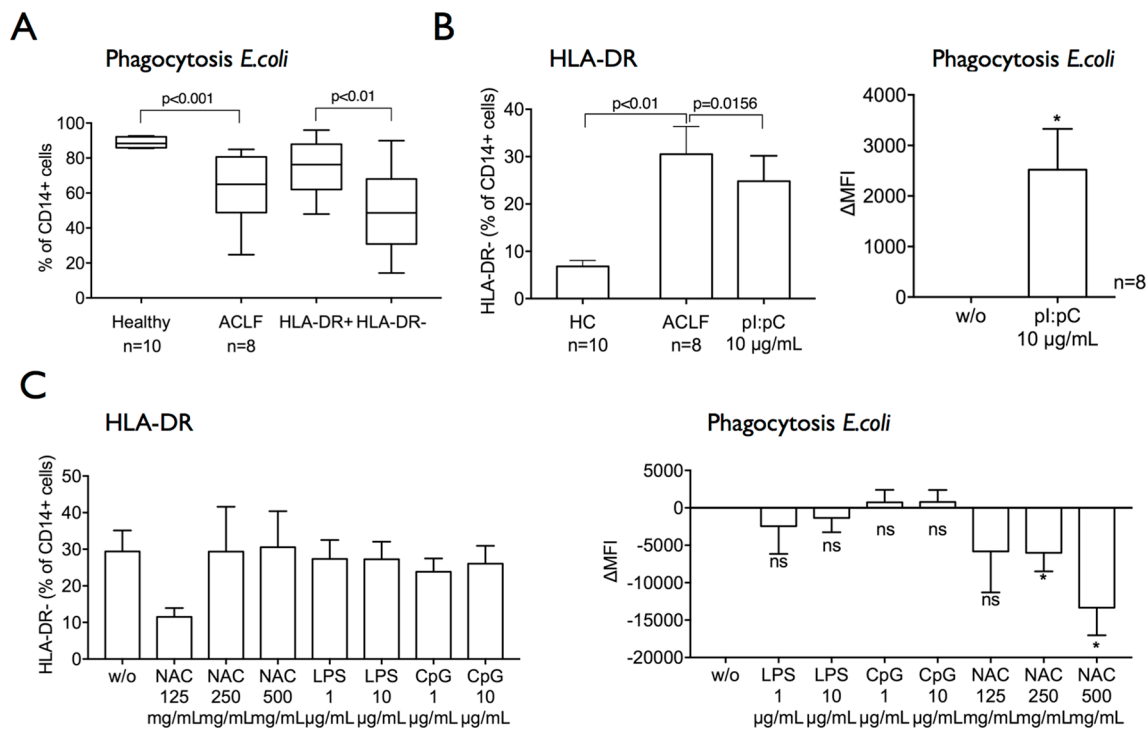 A
Phagocytosis E.coli
p<0.001
p<0.01
100
80
60
40
20
0
% of CD14+ cells
Healthy
n=10
ACLF
n=8
HLA-DR+
HLA-DR-
B
HLA-DR
p<0.01
p=0.0156
40
30
20
10
0
HLA-DR- (% of CD14+ cells)
HC
n=10
ACLF
n=8
pI:pC
10 µg/mL
Phagocytosis E.coli
4000
3000
2000
1000
0
ΔMFI
*
n=8
w/o
pI:pC
10 µg/mL
C
HLA-DR
50
40
30
20
10
0
HLA-DR- (% of CD14+ cells)
w/o
NAC
125
mg/mL
NAC
250
mg/mL
NAC
500
mg/mL
LPS
1
µg/mL
LPS
10
µg/mL
CpG
1
µg/mL
CpG
10
µg/mL
Phagocytosis E.coli
5000
0
-5000
-10000
-15000
-20000
ΔMFI
ns
ns
ns
ns
ns
*
*
w/o
LPS
1
µg/mL
LPS
10
µg/mL
CpG
1
µg/mL
CpG
10
µg/mL
NAC
125
mg/mL
NAC
250
mg/mL
NAC
500
mg/mL